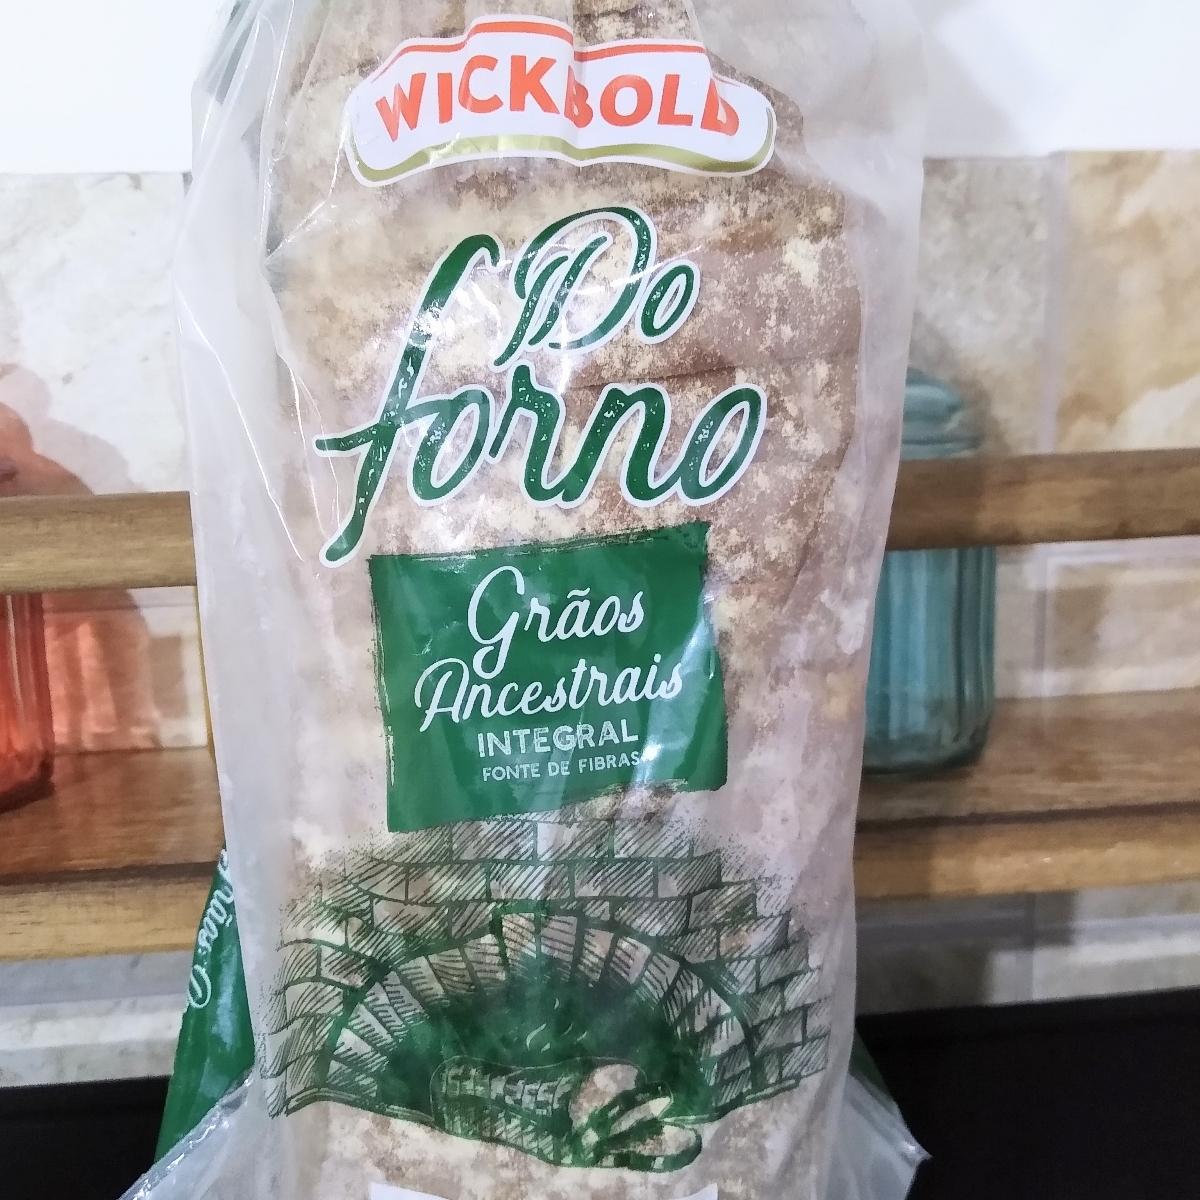 WICKBOLD
Do
forno
Grãos
Ancestrais
INTEGRAL
FONTE DE FIBRAS